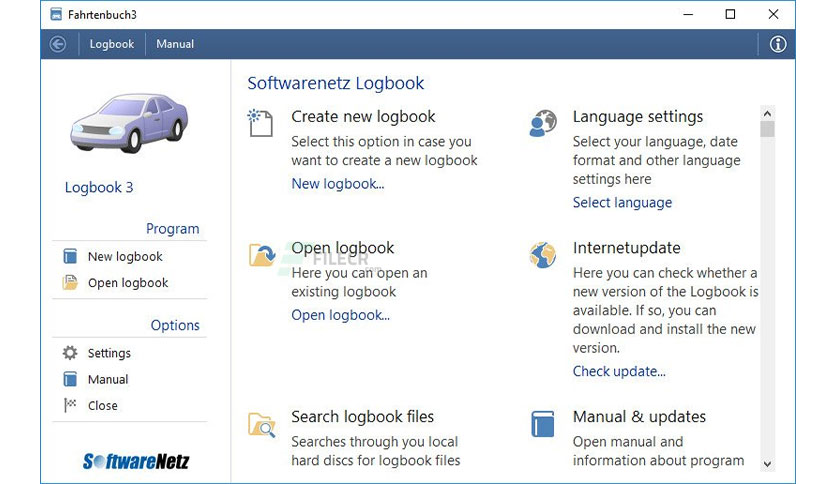 Fahrtenbuch3
Logbook
Manual
Logbook 3
Program
New logbook
Open logbook
Options
Settings
Manual
Close
SoftwareNetz
Softwarenetz Logbook
Create new logbook
Select this option in case you
want to create a new logbook
New logbook...
Language settings
Select your language, date
format and other language
settings here
Select language
Open logbook
FILECR
.com
Here you can open an
existing logbook
Open logbook...
Internetupdate
Here you can check whether a
new version of the Logbook is
available. If so, you can
download and install the new
version.
Check update...
Search logbook files
Searches through you local
hard discs for logbook files
Manual & updates
Open manual and
information about program